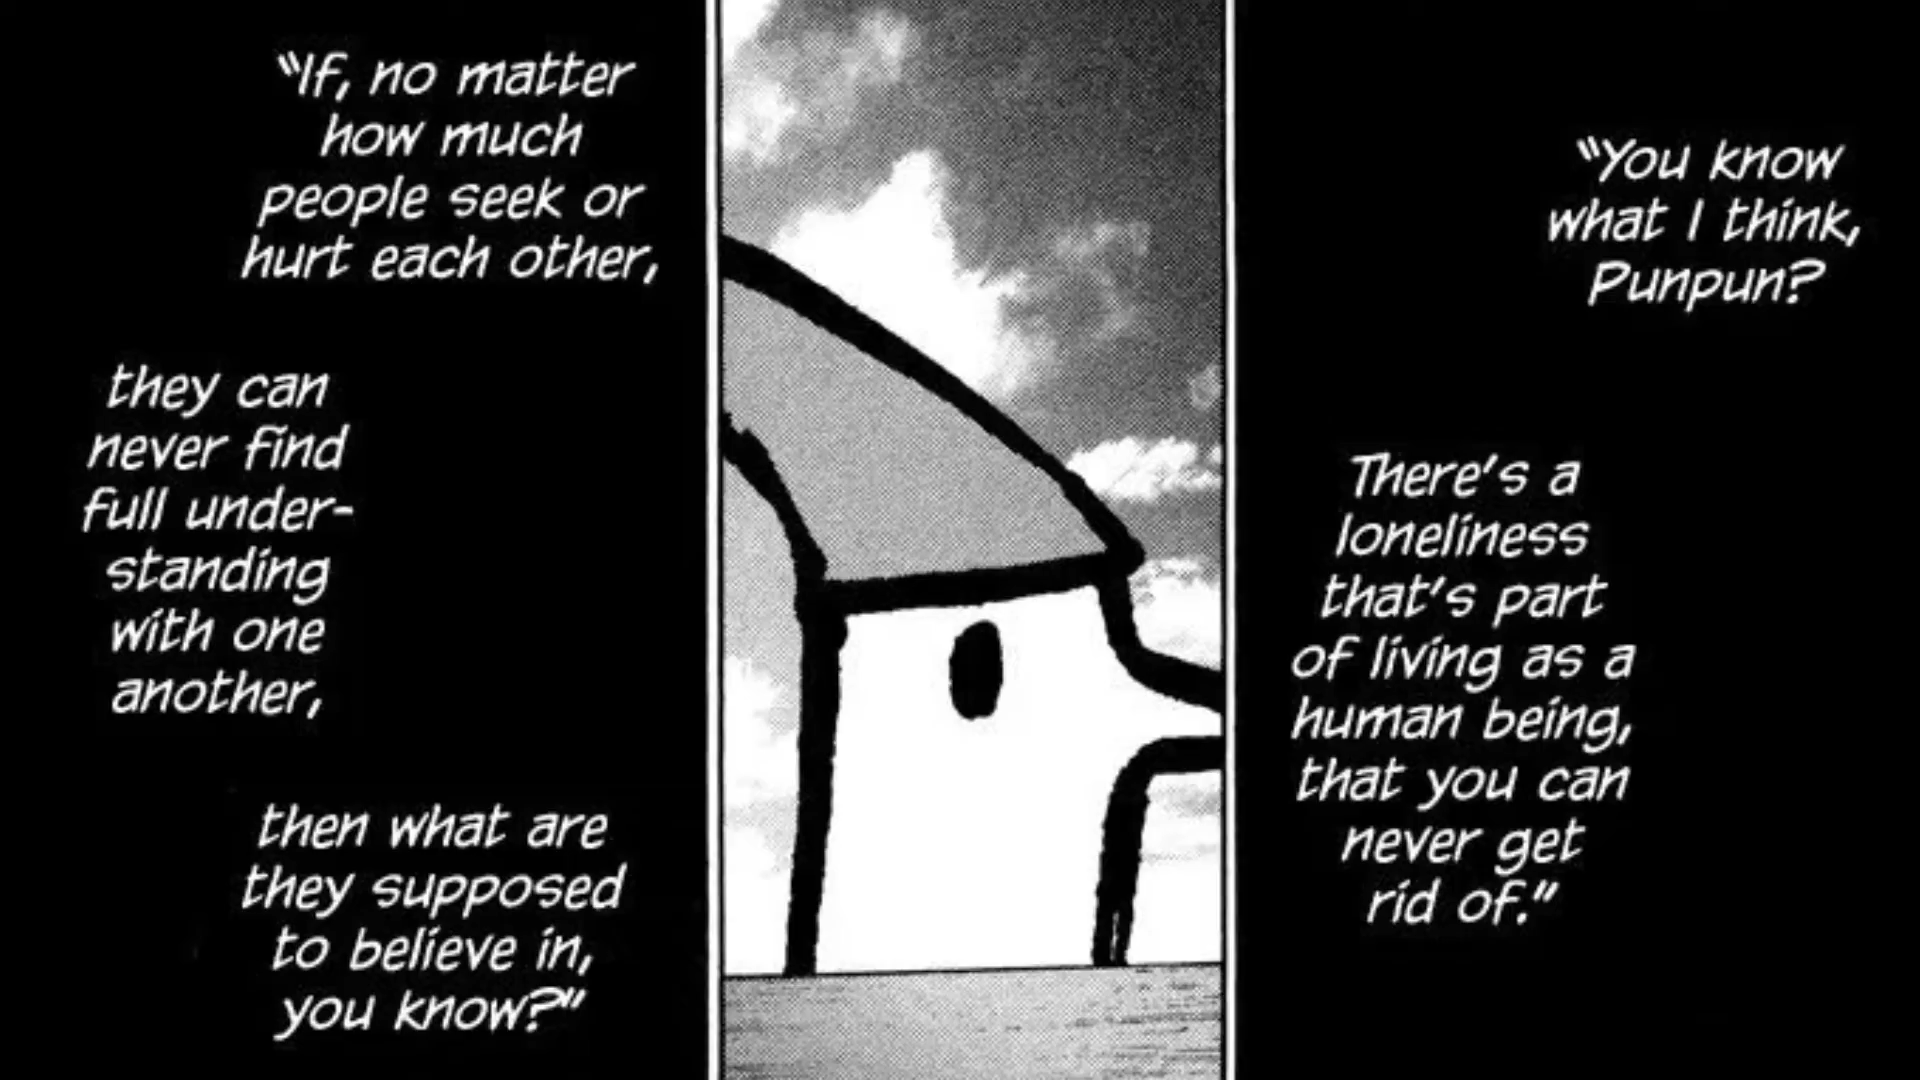 “You know
what I think,
Punpun?
There's a
loneliness
that's part
of living as a
human being,
that you can
never get
rid of.”
“If, no matter
how much
people seek or
hurt each other,
they can
never find
full under-
standing
with one
another,
then what are
they supposed
to believe in,
you know?”